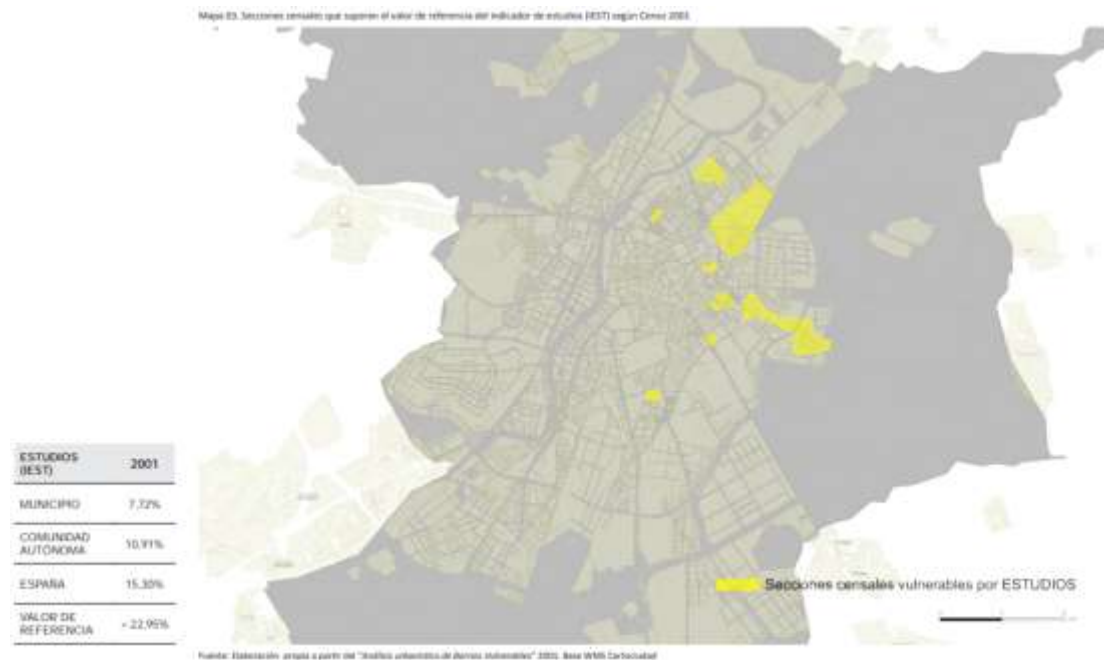 Mapa 03. Secciones censales que superen el valor de referencia del indicador de estudios (IEST) según Censo 2001
ESTUDIOS (IEST) 2001
MUNICIPIO 7,72%
COMUNIDAD AUTÓNOMA 10,91%
ESPAÑA 15,30%
VALOR DE REFERENCIA > 22,95%
Secciones censales vulnerables por ESTUDIOS
Fuente: Elaboración propia a partir del "Análisis urbanístico de Barrios Vulnerables" 2001. Base WMS Cartociudad